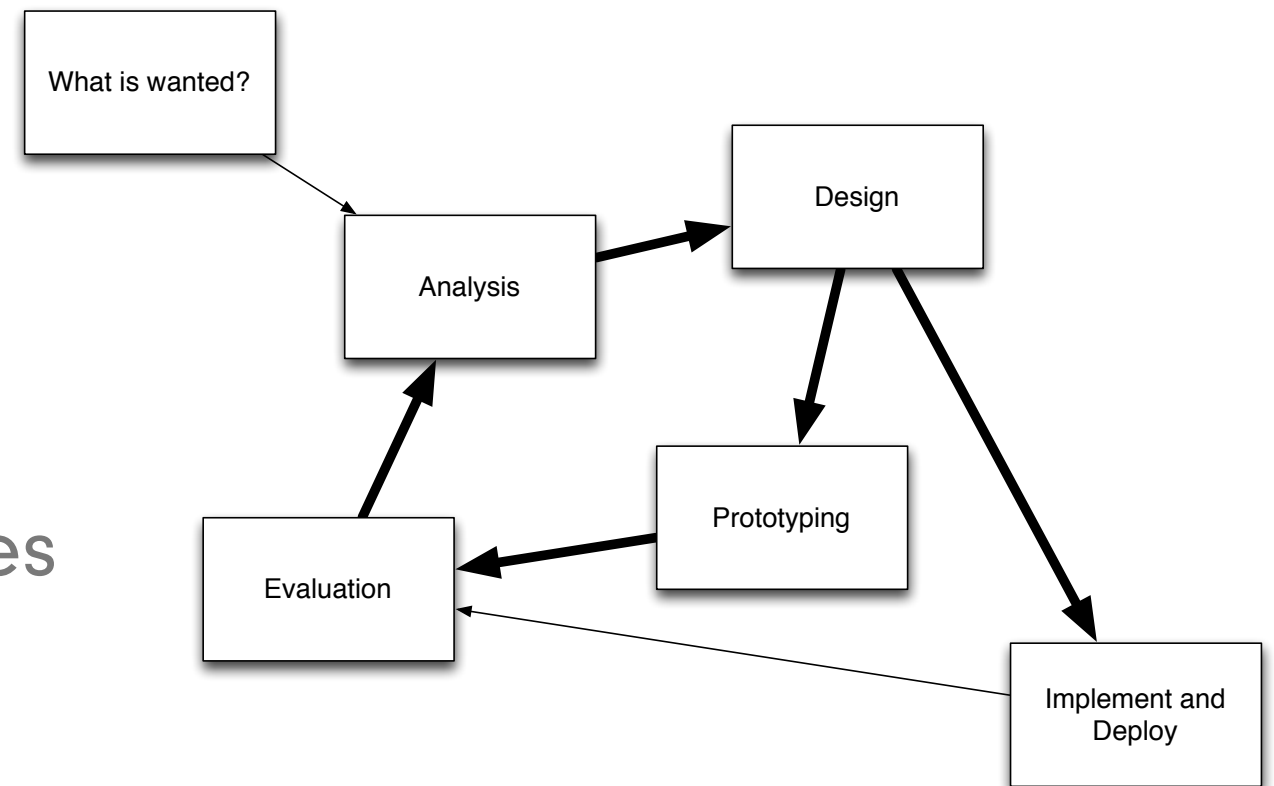 What is wanted?
Design
Analysis
Prototyping
es
Evaluation
Implement and
Deploy